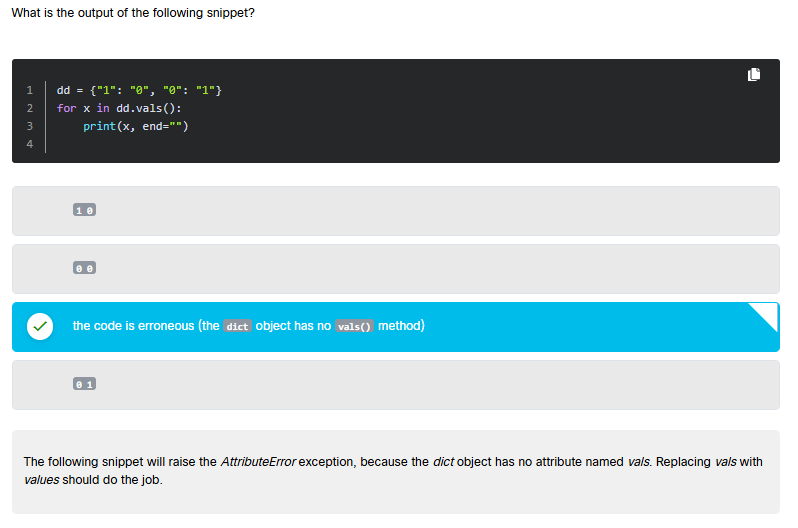 What is the output of the following snippet?
1 dd = {"1": "0", "0": "1"}
2 for x in dd.vals():
3     print(x, end="")
4
1 0
0 0
the code is erroneous (the dict object has no vals() method)
0 1
The following snippet will raise the AttributeError exception, because the dict object has no attribute named vals. Replacing vals with
values should do the job.